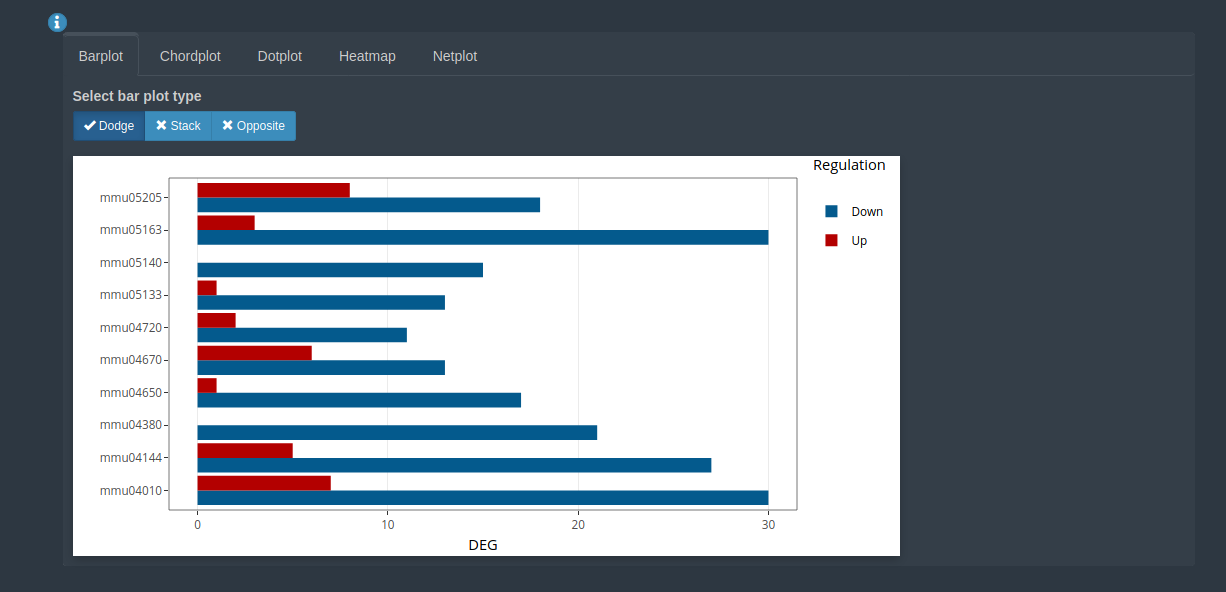 Barplot Chordplot Dotplot Heatmap Netplot
Select bar plot type
Dodge Stack Opposite
Regulation
Down
Up
mmu05205
mmu05163
mmu05140
mmu05133
mmu04720
mmu04670
mmu04650
mmu04380
mmu04144
mmu04010
0 10 20 30
DEG